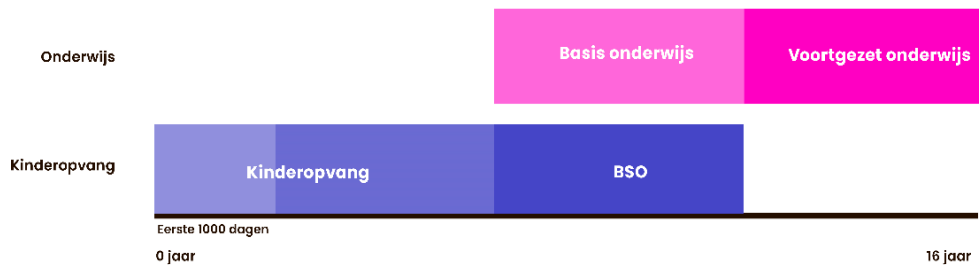 Onderwijs
Basis onderwijs
Voortgezet onderwijs
Kinderopvang
Kinderopvang
BSO
Eerste 1000 dagen
0 jaar
16 jaar